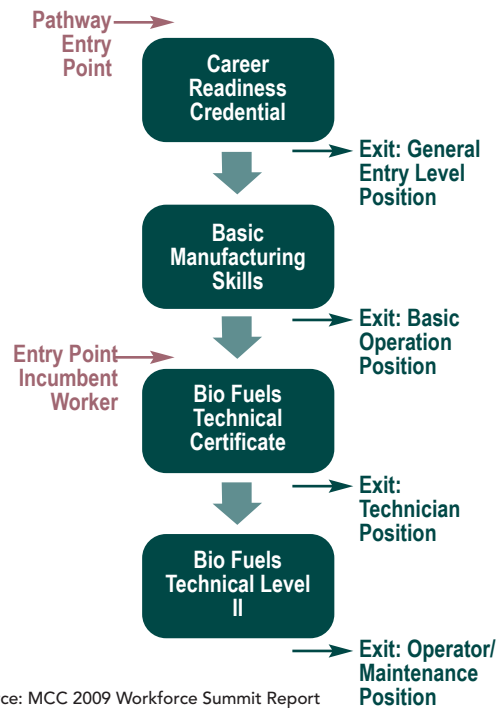 Pathway
Entry
Point
Career
Readiness
Credential
Exit: General
Entry Level
Position
Basic
Manufacturing
Skills
Exit: Basic
Operation
Position
Entry Point
Incumbent
Worker
Bio Fuels
Technical
Certificate
Exit:
Technician
Position
Bio Fuels
Technical Level
II
Exit: Operator/
Maintenance
Position
rce: MCC 2009 Workforce Summit Report